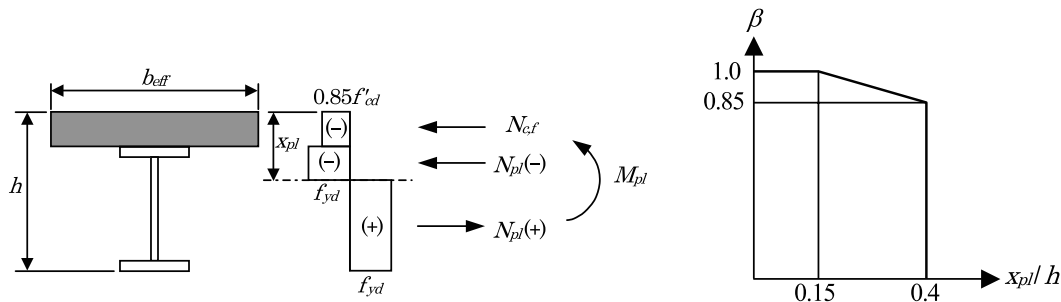 b_eff
h
0.85f'_cd
x_pl
(-)
(-)
f_yd
(+)
f_yd
N_c,f
N_pl(-)
N_pl(+)
M_pl
β
1.0
0.85
0.15
0.4
x_pl/h